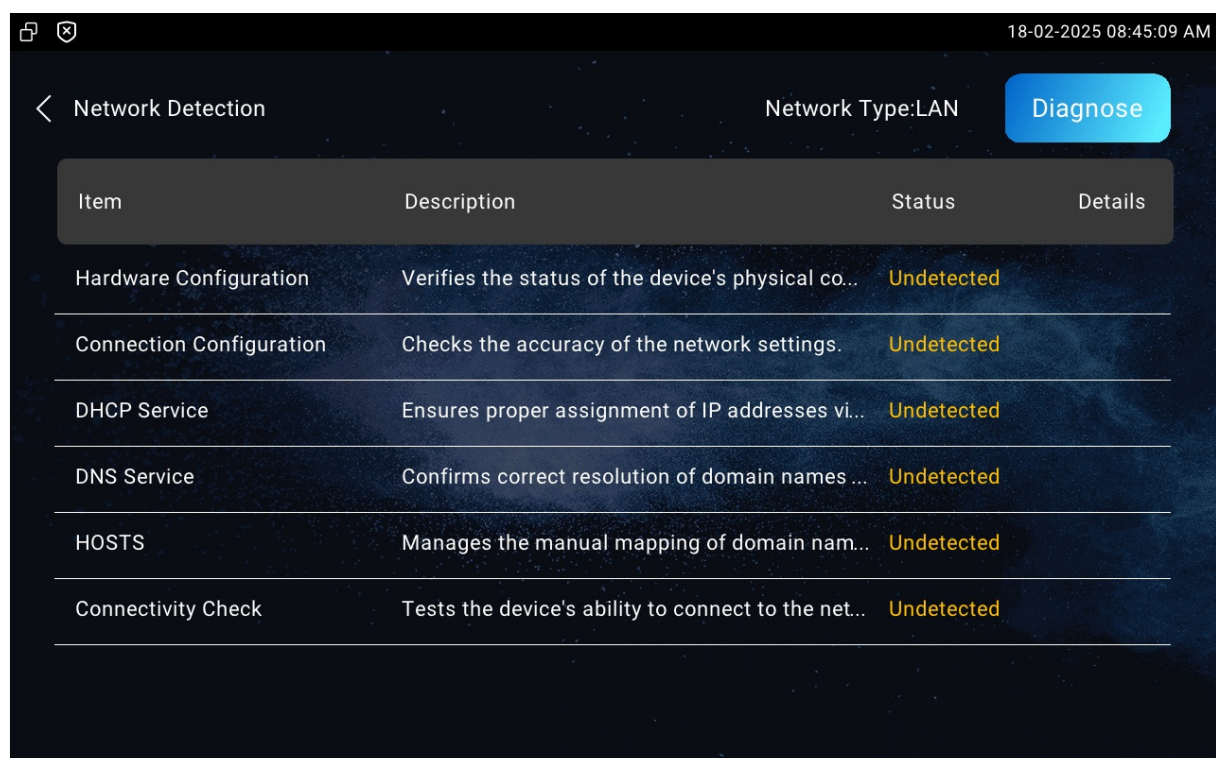 18-02-2025 08:45:09 AM
Network Detection Network Type:LAN Diagnose
Item Description Status Details
Hardware Configuration Verifies the status of the device's physical co... Undetected
Connection Configuration Checks the accuracy of the network settings. Undetected
DHCP Service Ensures proper assignment of IP addresses vi... Undetected
DNS Service Confirms correct resolution of domain names ... Undetected
HOSTS Manages the manual mapping of domain nam... Undetected
Connectivity Check Tests the device's ability to connect to the net... Undetected